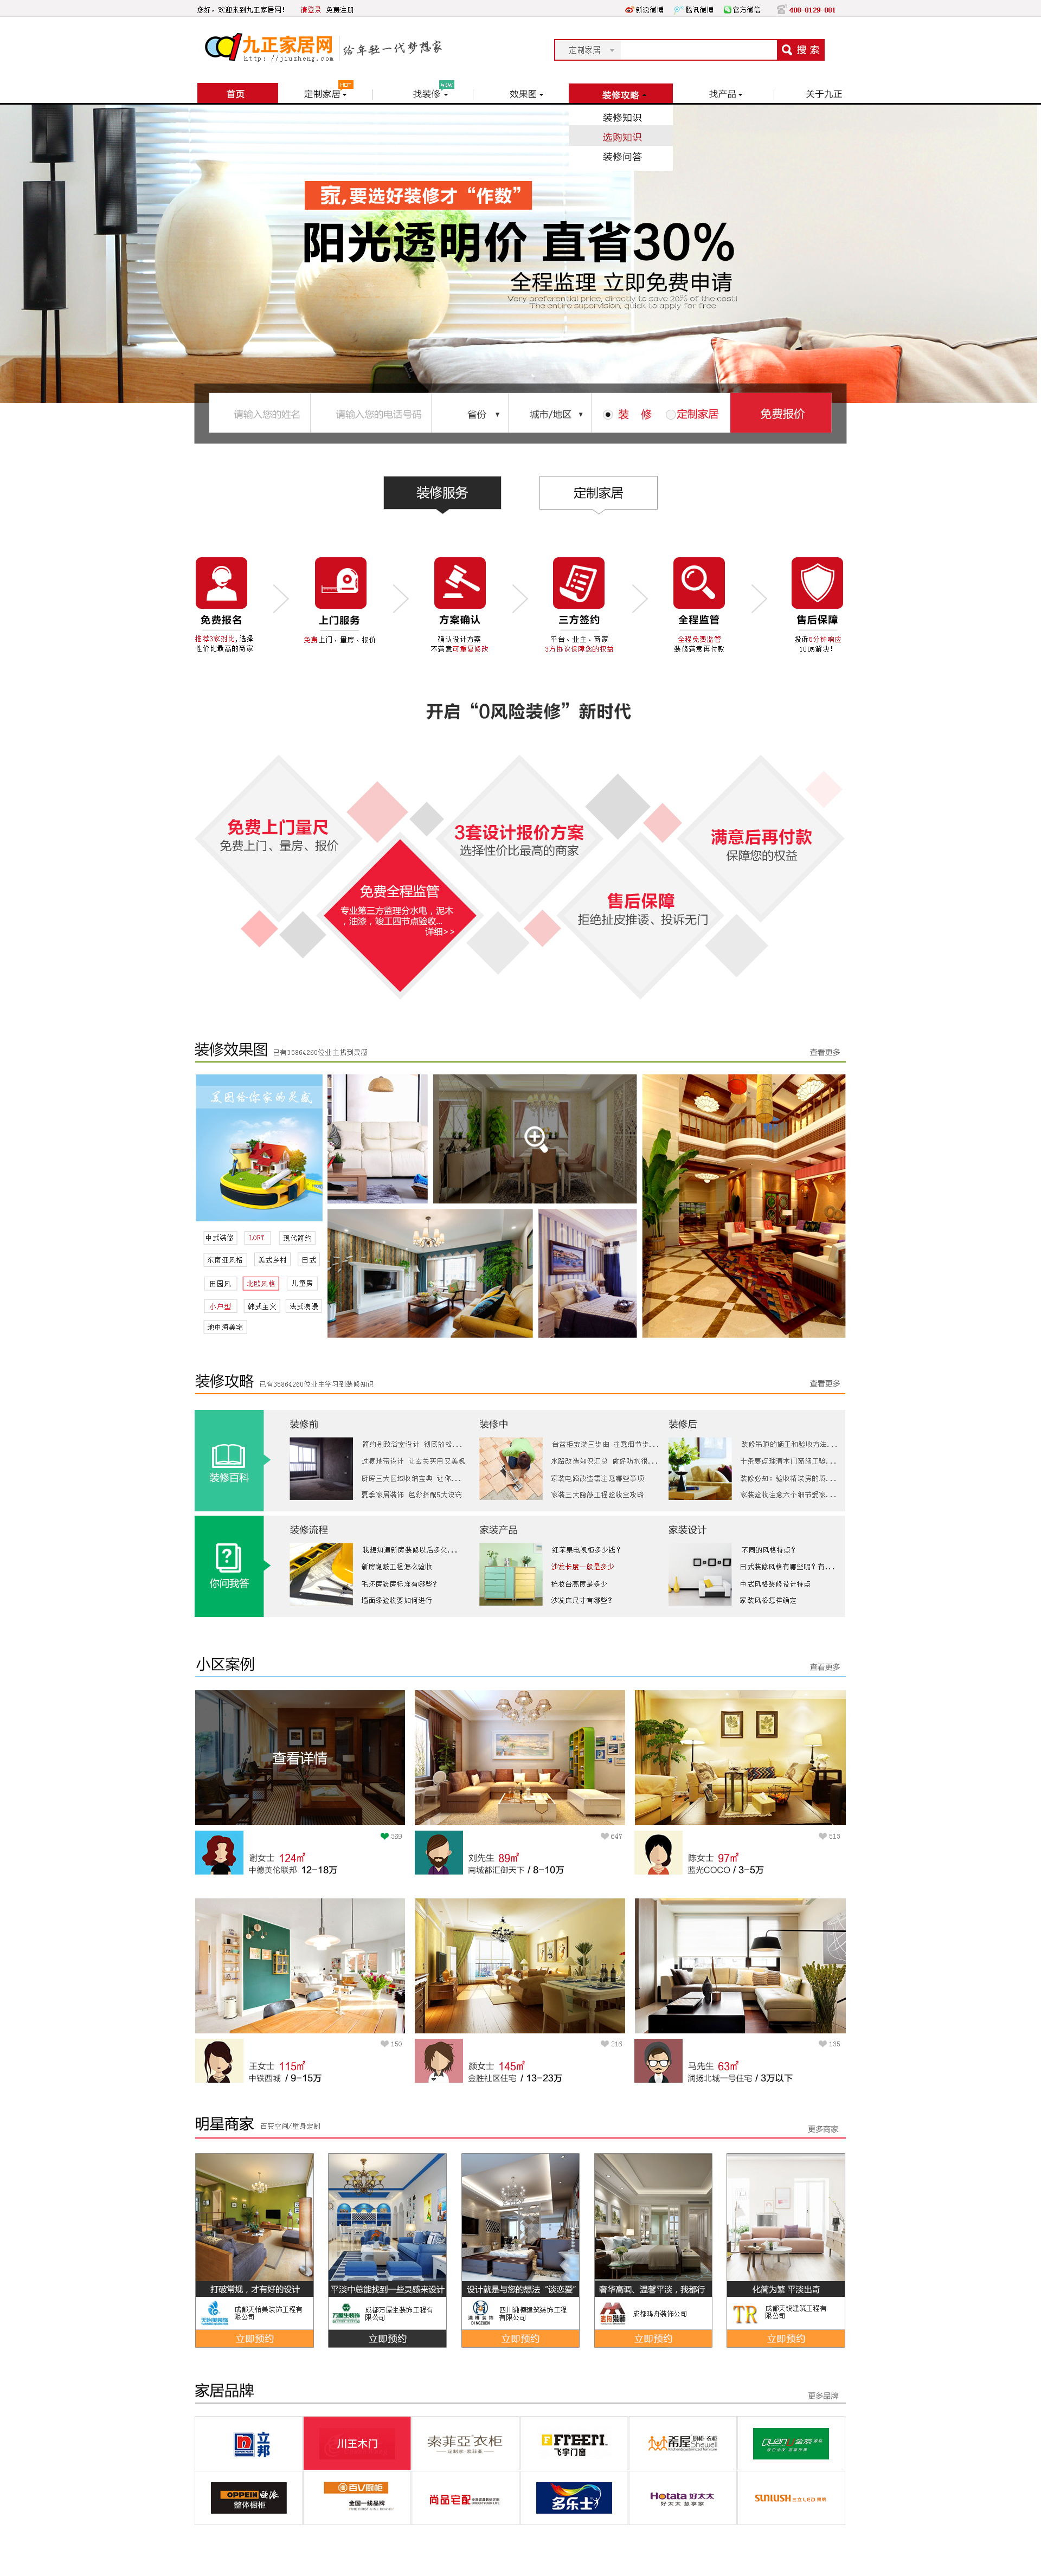 您好，欢迎来到九正家居网！ 请登录 免费注册
新浪微博 腾讯微博 官方微信 400-0129-001
九正家居网 给年轻一代梦想家
http://jiuzheng.com/
定制家居 搜索
HOT NEW
首页 定制家居 找装修 效果图 装修攻略 找产品 关于九正
装修知识
选购知识
装修问答
家,要选好装修才“作数”
阳光透明价 直省30%
全程监理 立即免费申请
Very preferential price, directly to save 20% of the cost!
The entire supervision, quick to apply for free
请输入您的姓名 请输入您的电话号码 省份 城市/地区 装 修 定制家居 免费报价
装修服务 定制家居
免费报名 上门服务 方案确认 三方签约 全程监管 售后保障
推荐3家对比,选择
性价比最高的商家
免费上门、量房、报价
确认设计方案
不满意可重复修改
平台、业主、商家
3方协议保障您的权益
全程免费监管
装修满意再付款
投诉5分钟响应
100%解决！
开启“0风险装修”新时代
免费上门量尺
免费上门、量房、报价
3套设计报价方案
选择性价比最高的商家
满意后再付款
保障您的权益
免费全程监管
专业第三方监理分水电，泥木
，油漆，竣工四节点验收...
详细>>
售后保障
拒绝扯皮推诿、投诉无门
装修效果图 已有35864260位业主找到灵感 查看更多
美图给你家的灵感
中式装修 LOFT 现代简约
东南亚风格 美式乡村 日式
田园风 北欧风格 儿童房
小户型 韩式主义 法式浪漫
地中海美宅
装修攻略 已有35864260位业主学习到装修知识 查看更多
装修百科
装修前
简约别致浴室设计 彻底放松...
过道地带设计 让玄关实用又美观
厨房三大区域收纳宝典 让你...
夏季家居装饰 色彩搭配5大诀窍
装修中
台盆柜安装三步曲 注意细节步...
水路改造知识汇总 做好防水很...
家装电路改造需注意哪些事项
家装三大隐蔽工程验收全攻略
装修后
装修吊顶的施工和验收方法...
十条要点理清木门窗施工验...
装修必知：验收精装房的质...
家装验收注意六个细节爱家...
你问我答
装修流程
我想知道新房装修以后多久...
新房隐蔽工程怎么验收
毛坯房验房标准有哪些?
墙面漆验收要如何进行
家装产品
红苹果电视柜多少钱?
沙发长度一般是多少
梳妆台高度是多少
沙发床尺寸有哪些?
家装设计
不同的风格特点?
日式装修风格有哪些呢? 有...
中式风格装修设计特点
家装风格怎样确定
小区案例 查看更多
查看详情
369
谢女士 124㎡
中德英伦联邦 12-18万
647
刘先生 89㎡
南城都汇御天下 / 8-10万
513
陈女士 97㎡
蓝光COCO / 3-5万
150
王女士 115㎡
中铁西城 / 9-15万
216
颜女士 145㎡
金胜社区住宅 / 13-23万
135
马先生 63㎡
润扬北城一号住宅 / 3万以下
明星商家 百变空间/量身定制 更多商家
打破常规，才有好的设计
成都天怡美装饰工程有
限公司
立即预约
平淡中总能找到一些灵感来设计
万屋生装饰
成都万屋生装饰工程有
限公司
立即预约
设计就是与您的想法“谈恋爱”
有限公司
立即预约
奢华高调、温馨平淡，我都行
立即预约
化简为繁 平淡出奇
TR
成都天锐建筑工程有
限公司
立即预约
家居品牌 更多品牌
立邦
川王木门
索菲亞衣柜
定制家·索菲亚
飞宇门窗
希屋 橱柜·衣柜
Shewell
OPPEIN 欧派
整体橱柜
百V橱柜
全国一线品牌
尚品宅配
多乐士
Hotata 好太太
好太太 慧享家
SUNLUSH